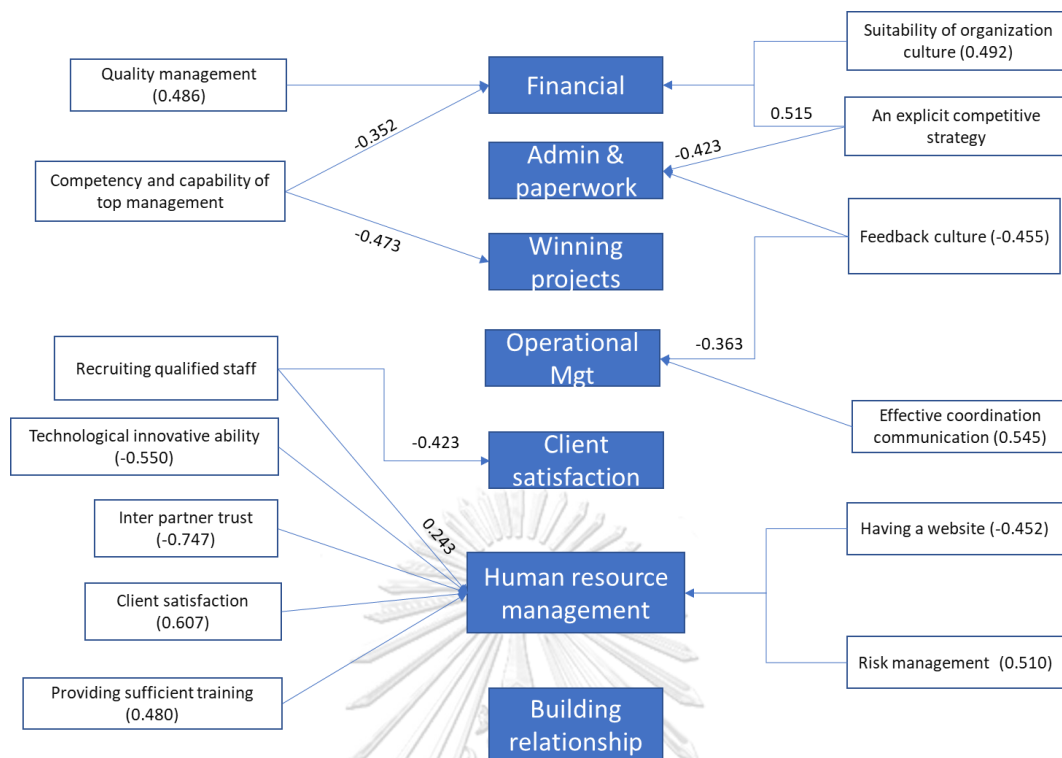 Quality management
(0.486)
Competency and capability of
top management
Recruiting qualified staff
Technological innovative ability
(-0.550)
Inter partner trust
(-0.747)
Client satisfaction
(0.607)
Providing sufficient training
(0.480)
-0.352
-0.473
-0.423
0.243
Financial
Admin &
paperwork
Winning
projects
Operational
Mgt
Client
satisfaction
Human resource
management
Building
relationship
0.515
-0.423
-0.363
Suitability of organization
culture (0.492)
An explicit competitive
strategy
Feedback culture (-0.455)
Effective coordination
communication (0.545)
Having a website (-0.452)
Risk management (0.510)